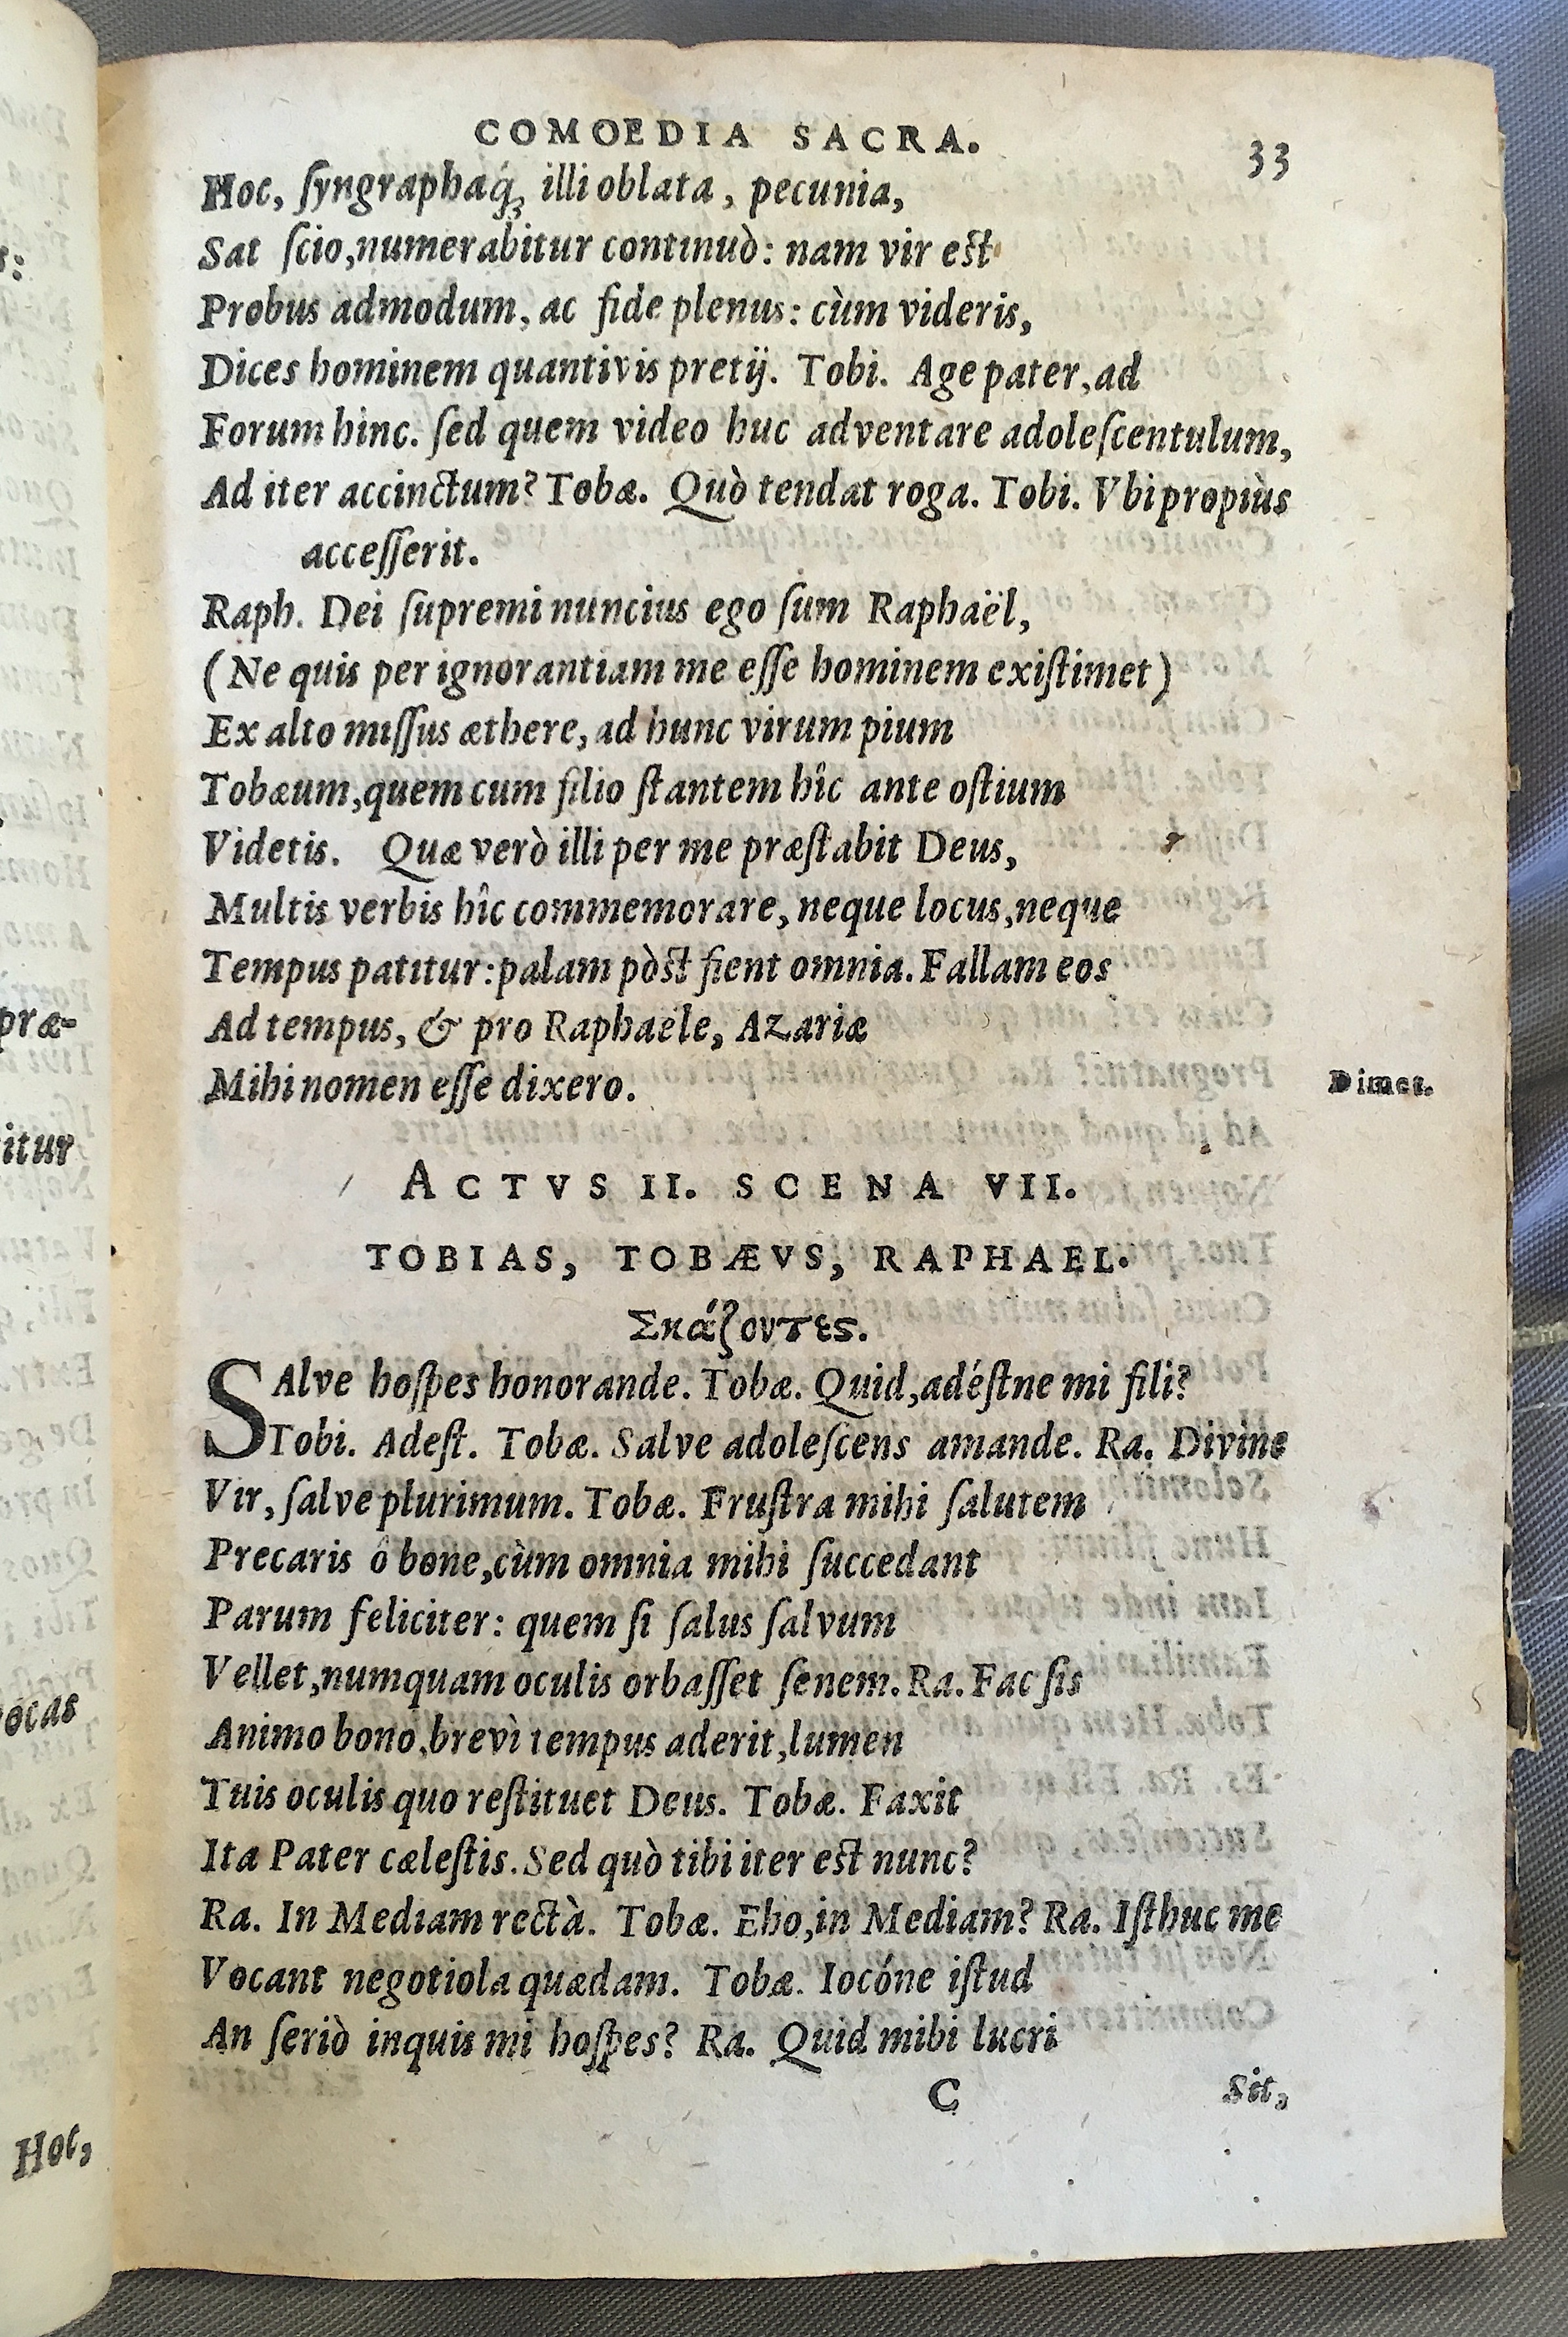 COMOEDIA SACRA. 33
Hoc, ſyngraphaq́ꝫ illi oblata, pecunia,
Sat ſcio, numerabitur continuò: nam vir est
Probus admodum, ac fide plenus: cùm videris,
Dices hominem quantivis pretij. Tobi. Age pater, ad
Forum hinc. ſed quem video huc adventare adoleſcentulum,
Ad iter accinctum? Tobæ. Quò tendat roga. Tobi. Vbi propiùs
acceſſerit.
Raph. Dei ſupremi nuncius ego ſum Raphaël,
(Ne quis per ignorantiam me eſſe hominem exiſtimet)
Ex alto miſſus æthere, ad hunc virum pium
Tobæum, quem cum filio ſtantem hîc ante oſtium
Videtis. Quæ verò illi per me præſtabit Deus,
Multis verbis hîc commemorare, neque locus, neque
Tempus patitur: palam pòst fient omnia. Fallam eos
Ad tempus, & pro Raphaële, Azariæ
Mihi nomen eſſe dixero.
Dimet.
ACTVS II. SCENA VII.
TOBIAS, TOBÆVS, RAPHAEL.
Σκάζοντες.
SAlve hoſpes honorande. Tobæ. Quid, adéſtne mi fili?
Tobi. Adeſt. Tobæ. Salve adoleſcens amande. Ra. Divine
Vir, ſalve plurimum. Tobæ. Fruſtra mihi ſalutem
Precaris ô bone, cùm omnia mihi ſuccedant
Parum feliciter: quem ſi ſalus ſalvum
Vellet, numquam oculis orbaſſet ſenem. Ra. Fac ſis
Animo bono, brevì tempus aderit, lumen
Tuis oculis quo reſtituet Deus. Tobæ. Faxit
Ita Pater cæleſtis. Sed quò tibi iter est nunc?
Ra. In Mediam rectà. Tobæ. Eho, in Mediam? Ra. Iſthuc me
Vocant negotiola quædam. Tobæ. Iocóne iſtud
An ſeriò inquis mi hoſpes? Ra. Quid mihi lucri
C Sit,
præ-
itur
Hoc,